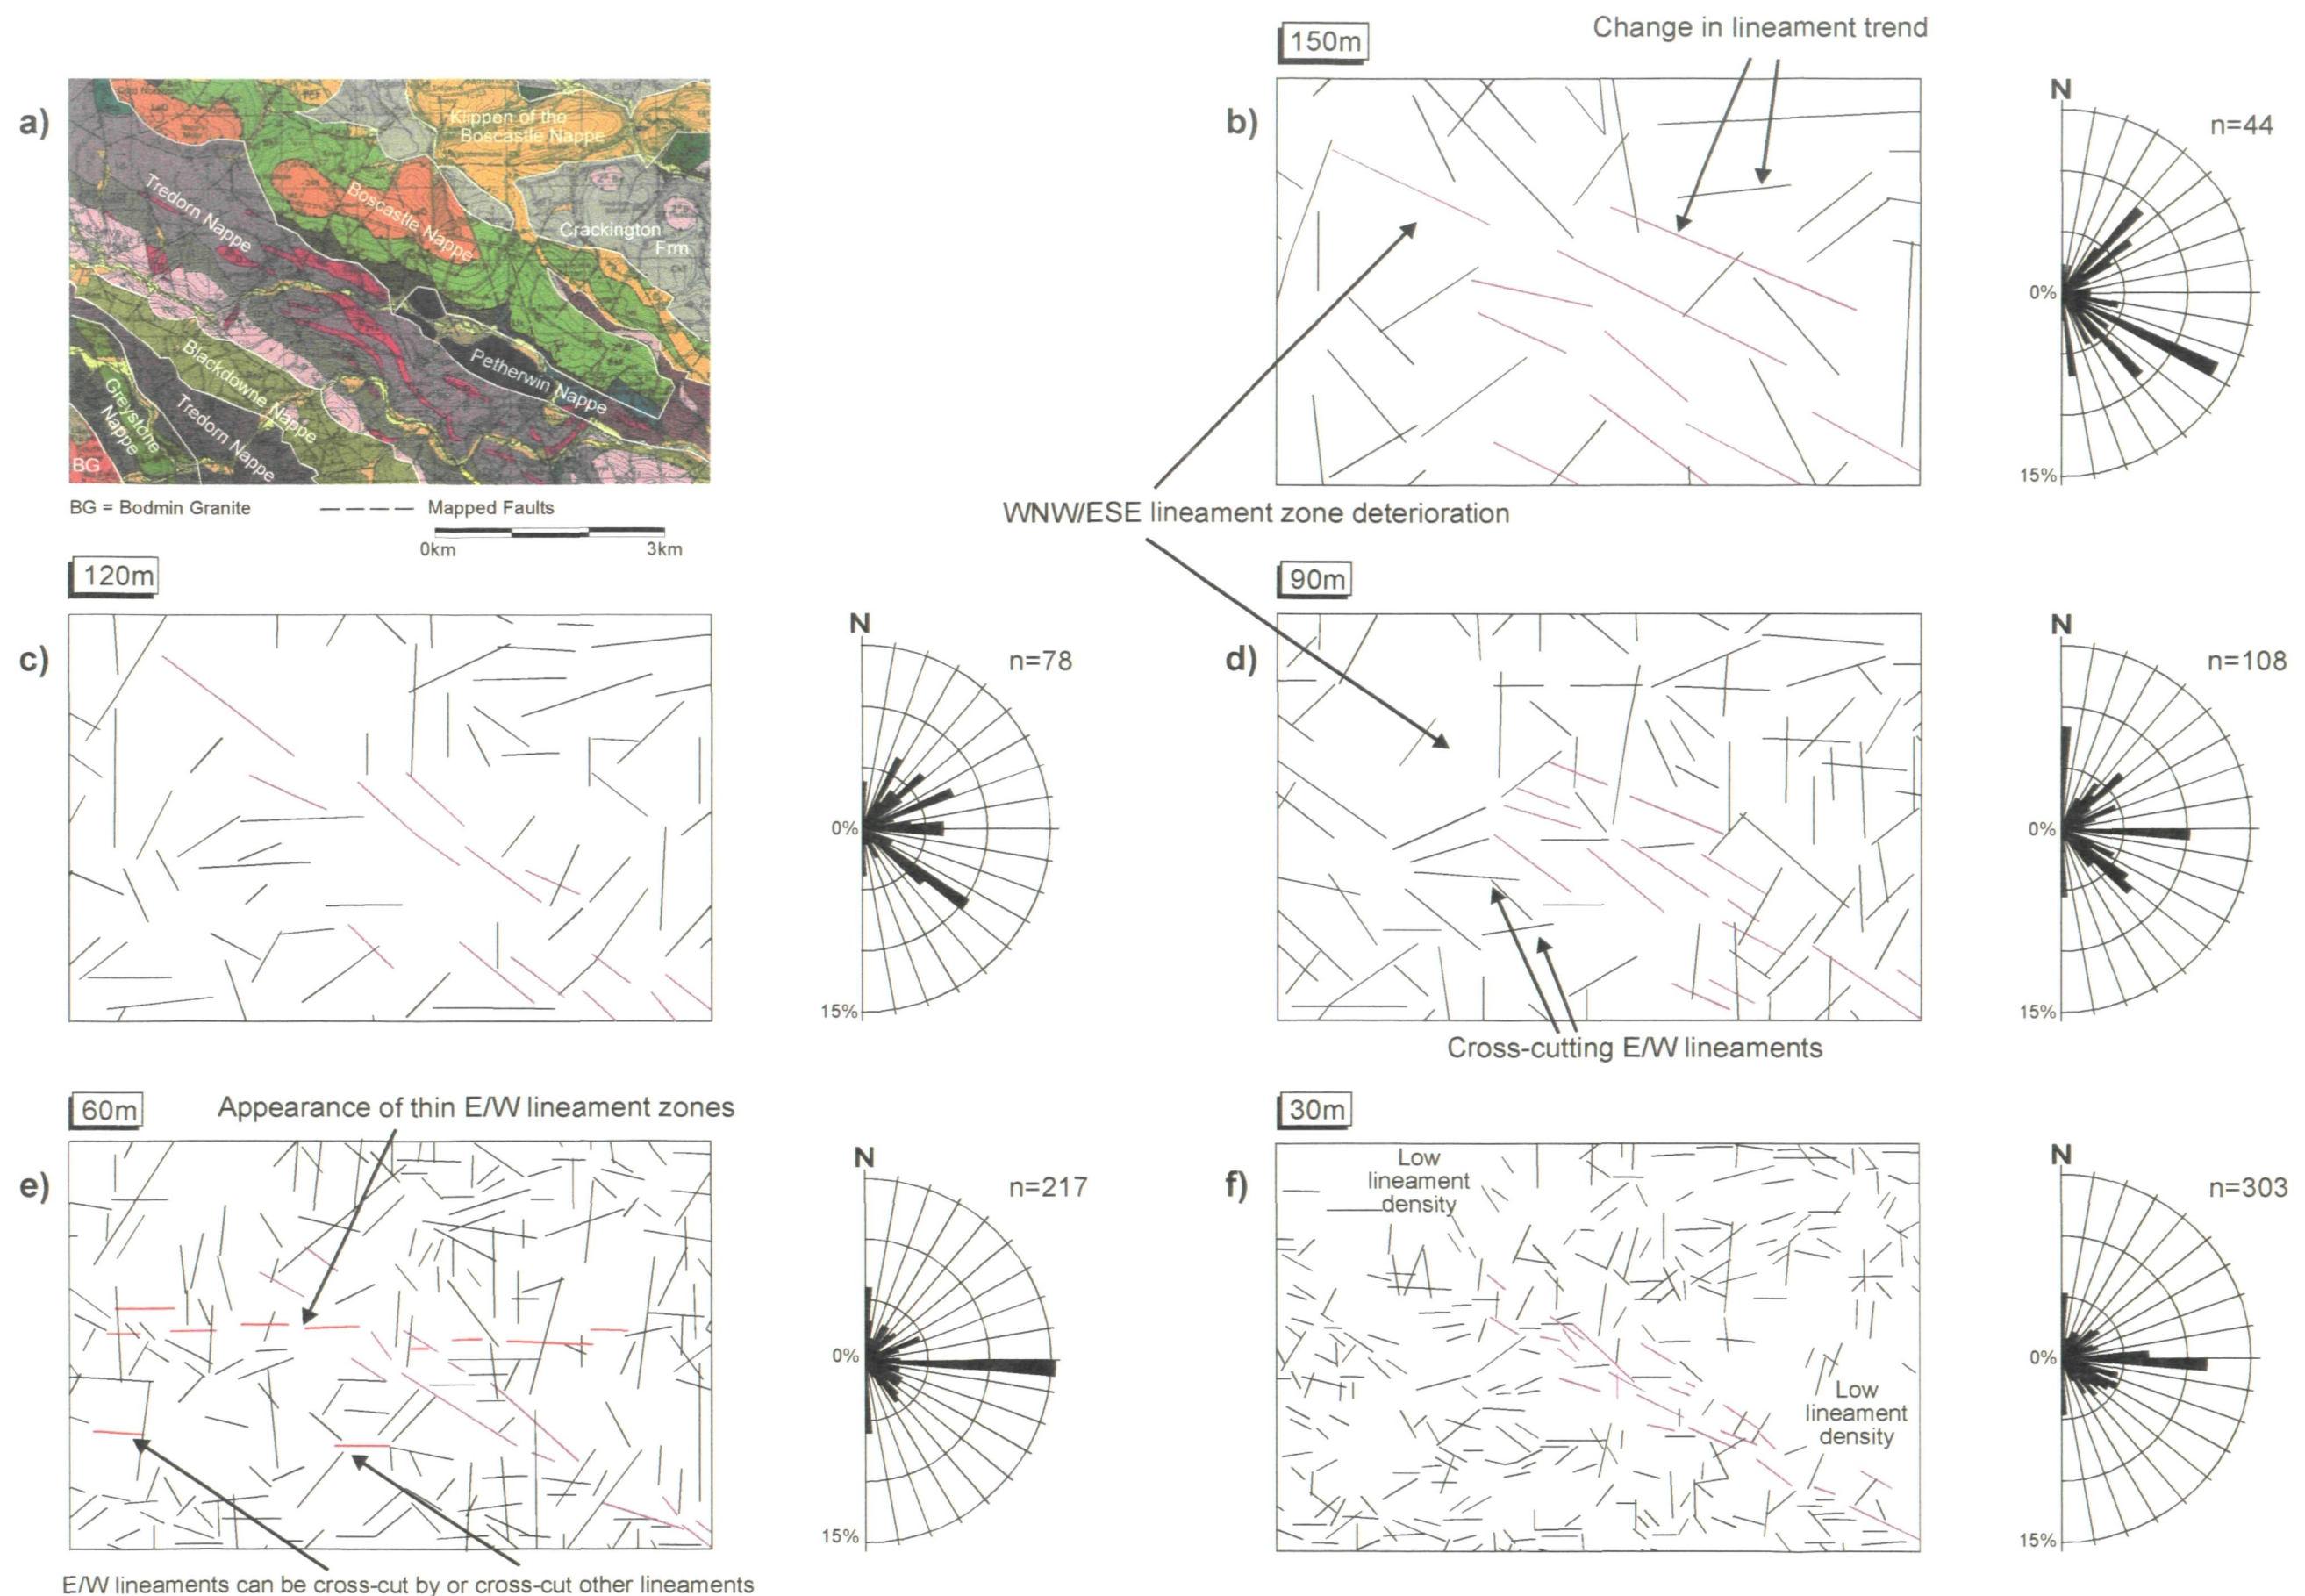 a)
Klippen of the
Boscastle Nappe
Tredorn Nappe
Boscastle Nappe
Crackington
Frm
Petherwin Nappe
Blackdowne Nappe
Greystone
Nappe
Tredorn Nappe
BG
BG = Bodmin Granite
Mapped Faults
0km
3km
150m
Change in lineament trend
b)
N
n=44
0%
15%
WNW/ESE lineament zone deterioration
120m
c)
N
n=78
0%
15%
90m
d)
N
n=108
0%
15%
Cross-cutting E/W lineaments
60m
Appearance of thin E/W lineament zones
e)
N
n=217
0%
15%
E/W lineaments can be cross-cut by or cross-cut other lineaments
30m
f)
Low
lineament
density
Low
lineament
density
N
n=303
0%
15%